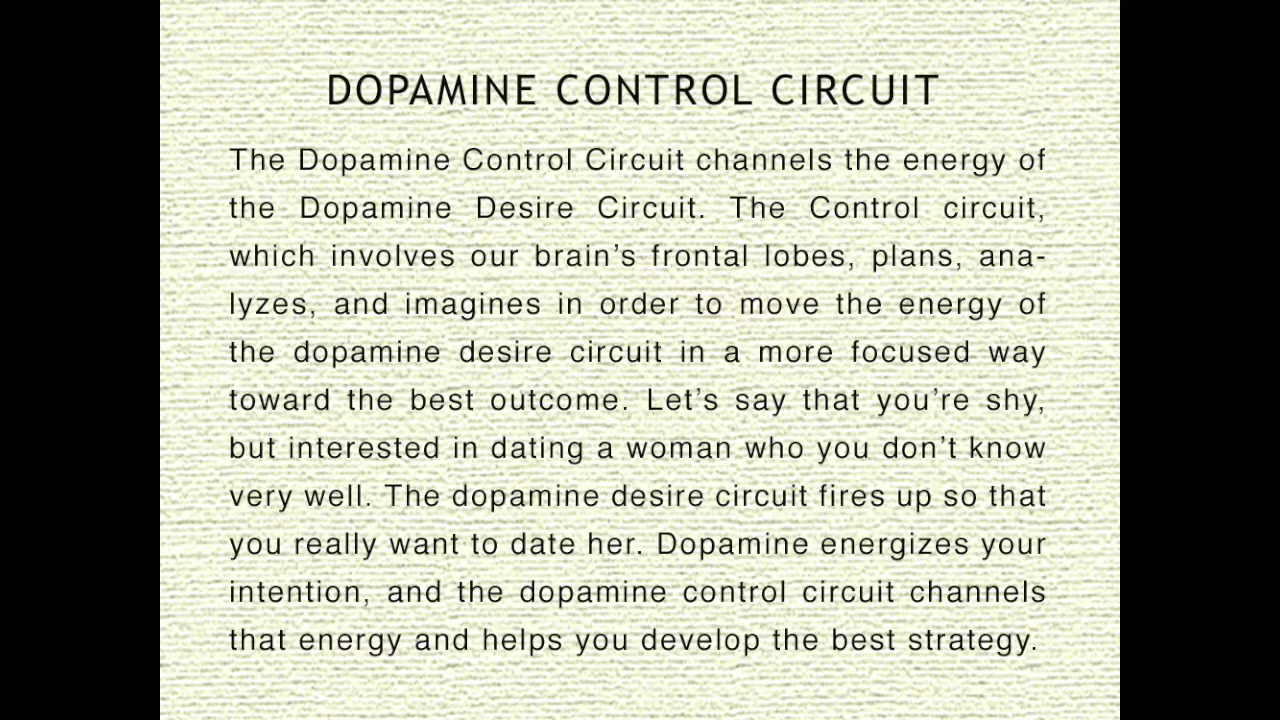 DOPAMINE CONTROL CIRCUIT
The Dopamine Control Circuit channels the energy of
the Dopamine Desire Circuit. The Control circuit,
which involves our brain’s frontal lobes, plans, ana-
lyzes, and imagines in order to move the energy of
the dopamine desire circuit in a more focused way
toward the best outcome. Let’s say that you’re shy,
but interested in dating a woman who you don’t know
very well. The dopamine desire circuit fires up so that
you really want to date her. Dopamine energizes your
intention, and the dopamine control circuit channels
that energy and helps you develop the best strategy.